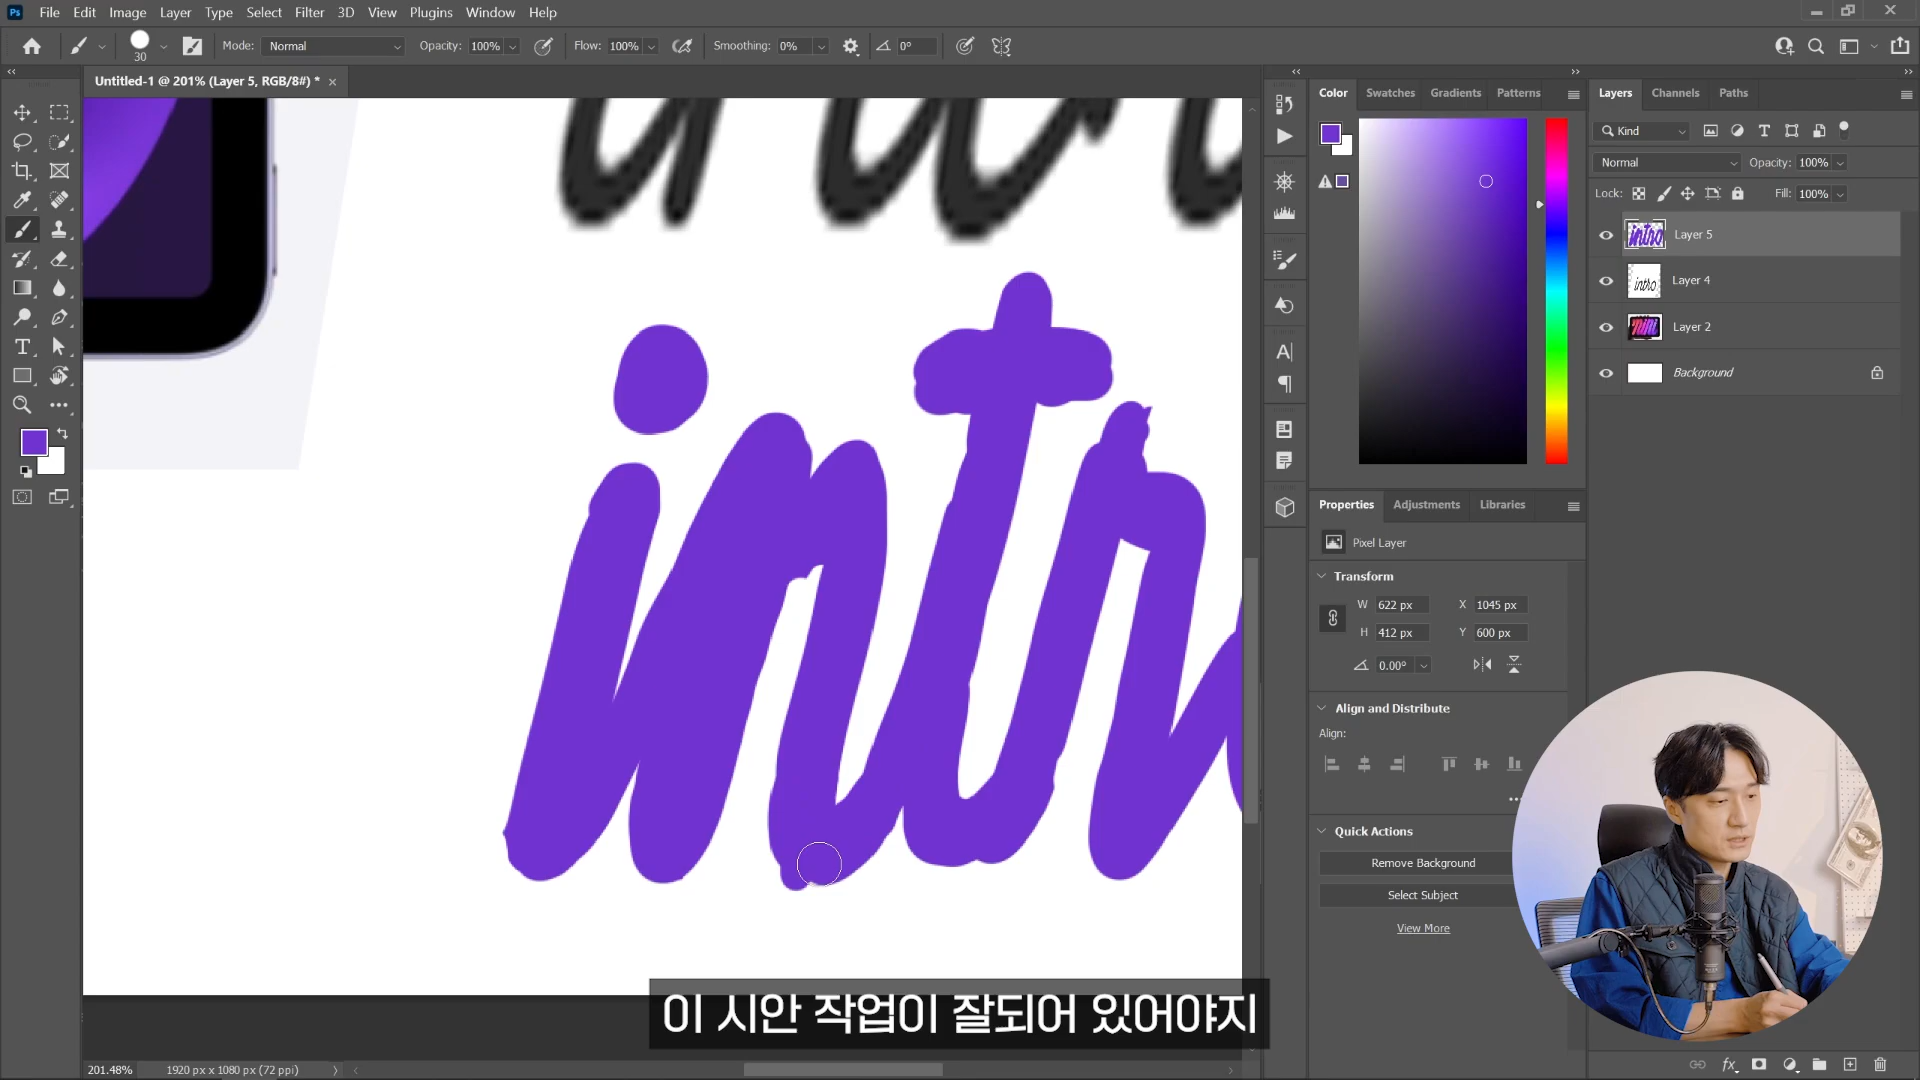 File Edit Image Layer Type Select Filter 3D View Plugins Window Help
30 Mode: Normal Opacity: 100% Flow: 100% Smoothing: 0% 0°
Untitled-1 @ 201% (Layer 5, RGB/8#) *
Color Swatches Gradients Patterns
Layers Channels Paths
Kind
Normal Opacity: 100%
Lock: Fill: 100%
intro Layer 5
intro Layer 4
Layer 2
Background
Properties Adjustments Libraries
Pixel Layer
Transform
W 622 px X 1045 px
H 412 px Y 600 px
0.00°
Align and Distribute
Align:
Quick Actions
Remove Background
Select Subject
View More
이 시안 작업이 잘되어 있어야지
201.48% 1920 px x 1080 px (72 ppi)